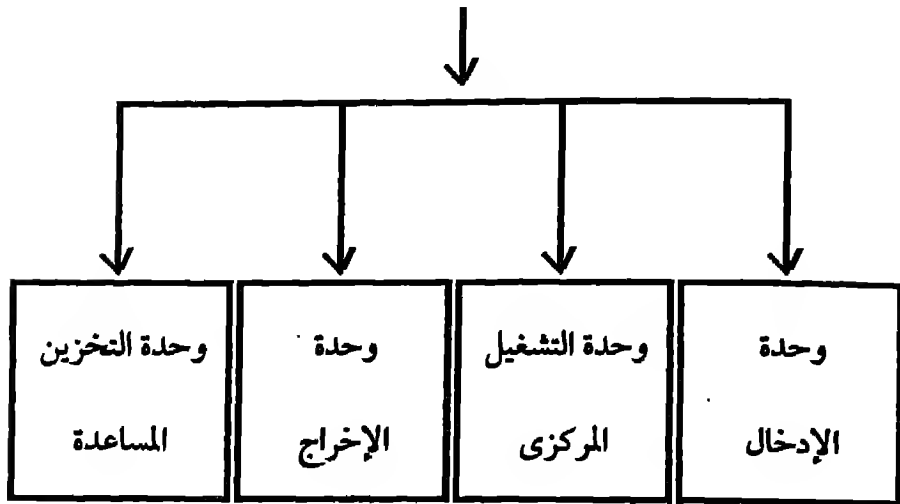 وحدة
الإدخال
وحدة التشغيل
المركزى
وحدة
الإخراج
وحدة التخزين
المساعدة